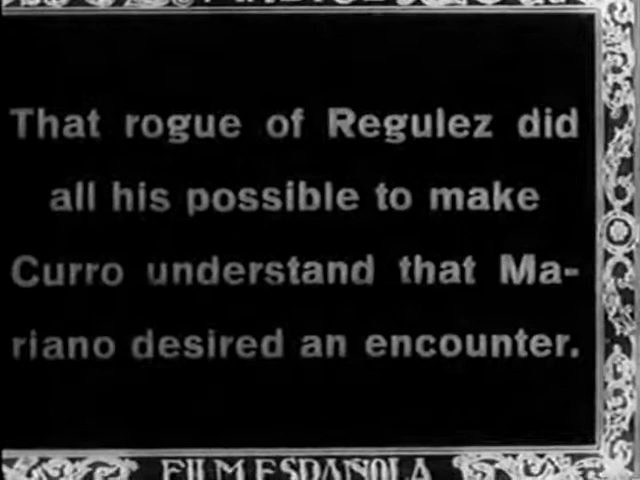 That rogue of Regulez did
all his possible to make
Curro understand that Ma-
riano desired an encounter.
FILM ESPAÑOLA